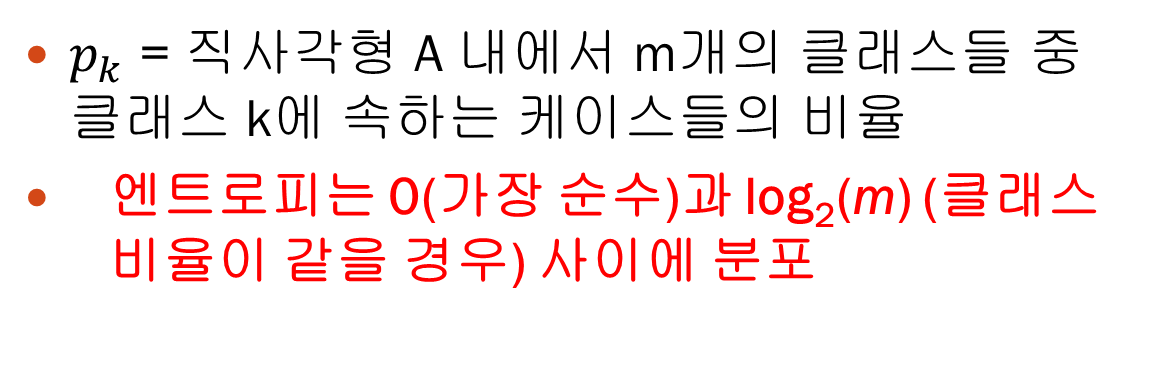 • 𝑝ₖ = 직사각형 A 내에서 m개의 클래스들 중
클래스 k에 속하는 케이스들의 비율
• 엔트로피는 0(가장 순수)과 log₂(m) (클래스
비율이 같을 경우) 사이에 분포